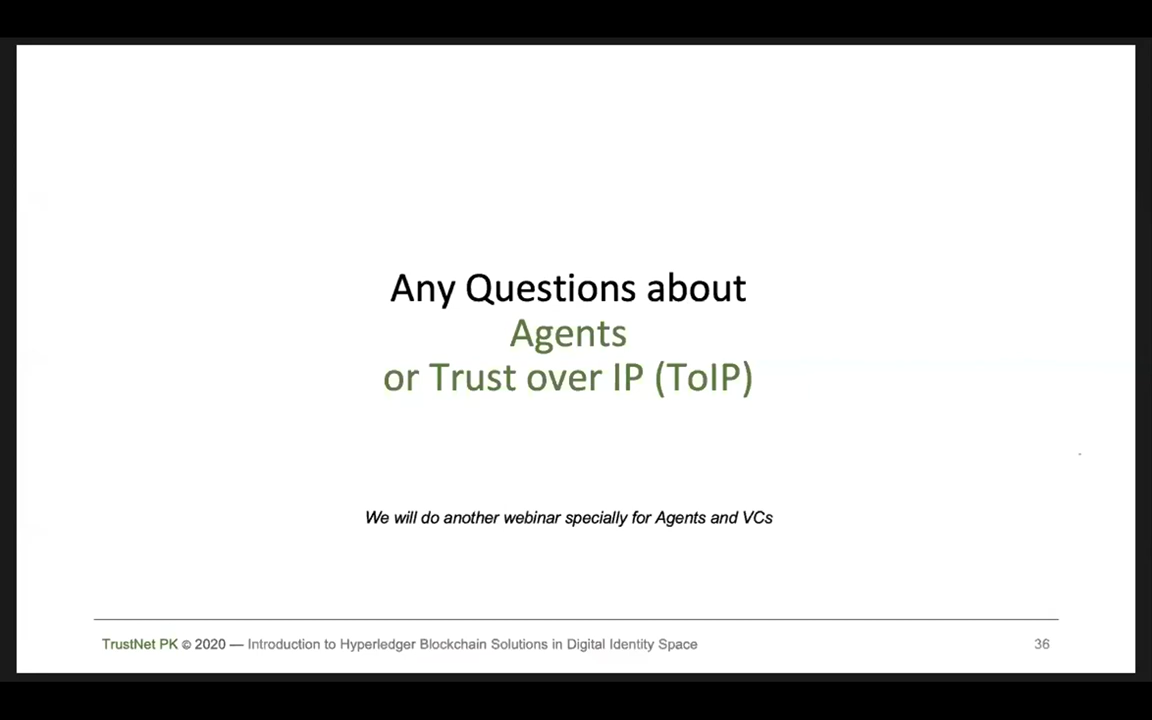 Any Questions about
Agents
or Trust over IP (ToIP)
We will do another webinar specially for Agents and VCs
TrustNet PK © 2020 — Introduction to Hyperledger Blockchain Solutions in Digital Identity Space 36